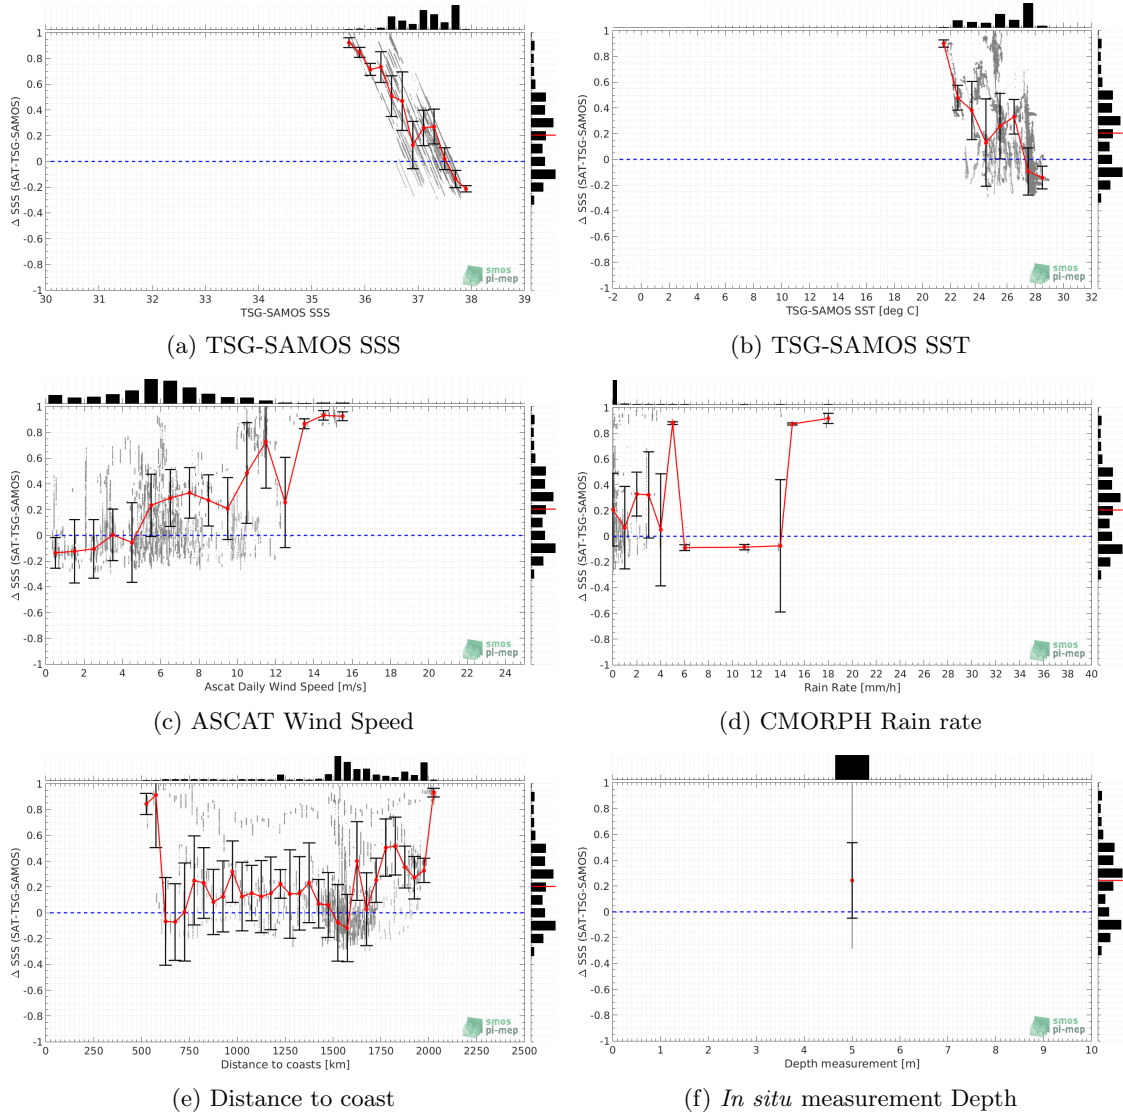 Δ SSS (SAT-TSG-SAMOS)
1
0.8
0.6
0.4
0.2
0
-0.2
-0.4
-0.6
-0.8
-1
30 31 32 33 34 35 36 37 38 39
TSG-SAMOS SSS
smos
pi-mep
(a) TSG-SAMOS SSS
Δ SSS (SAT-TSG-SAMOS)
1
0.8
0.6
0.4
0.2
0
-0.2
-0.4
-0.6
-0.8
-1
-2 0 2 4 6 8 10 12 14 16 18 20 22 24 26 28 30 32
TSG-SAMOS SST [deg C]
smos
pi-mep
(b) TSG-SAMOS SST
Δ SSS (SAT-TSG-SAMOS)
1
0.8
0.6
0.4
0.2
0
-0.2
-0.4
-0.6
-0.8
-1
0 2 4 6 8 10 12 14 16 18 20 22 24
Ascat Daily Wind Speed [m/s]
smos
pi-mep
(c) ASCAT Wind Speed
Δ SSS (SAT-TSG-SAMOS)
1
0.8
0.6
0.4
0.2
0
-0.2
-0.4
-0.6
-0.8
-1
0 2 4 6 8 10 12 14 16 18 20 22 24 26 28 30 32 34 36 38 40
Rain Rate [mm/h]
smos
pi-mep
(d) CMORPH Rain rate
Δ SSS (SAT-TSG-SAMOS)
1
0.8
0.6
0.4
0.2
0
-0.2
-0.4
-0.6
-0.8
-1
0 250 500 750 1000 1250 1500 1750 2000 2250 2500
Distance to coasts [km]
smos
pi-mep
(e) Distance to coast
Δ SSS (SAT-TSG-SAMOS)
1
0.8
0.6
0.4
0.2
0
-0.2
-0.4
-0.6
-0.8
-1
0 1 2 3 4 5 6 7 8 9 10
Depth measurement [m]
smos
pi-mep
(f) In situ measurement Depth